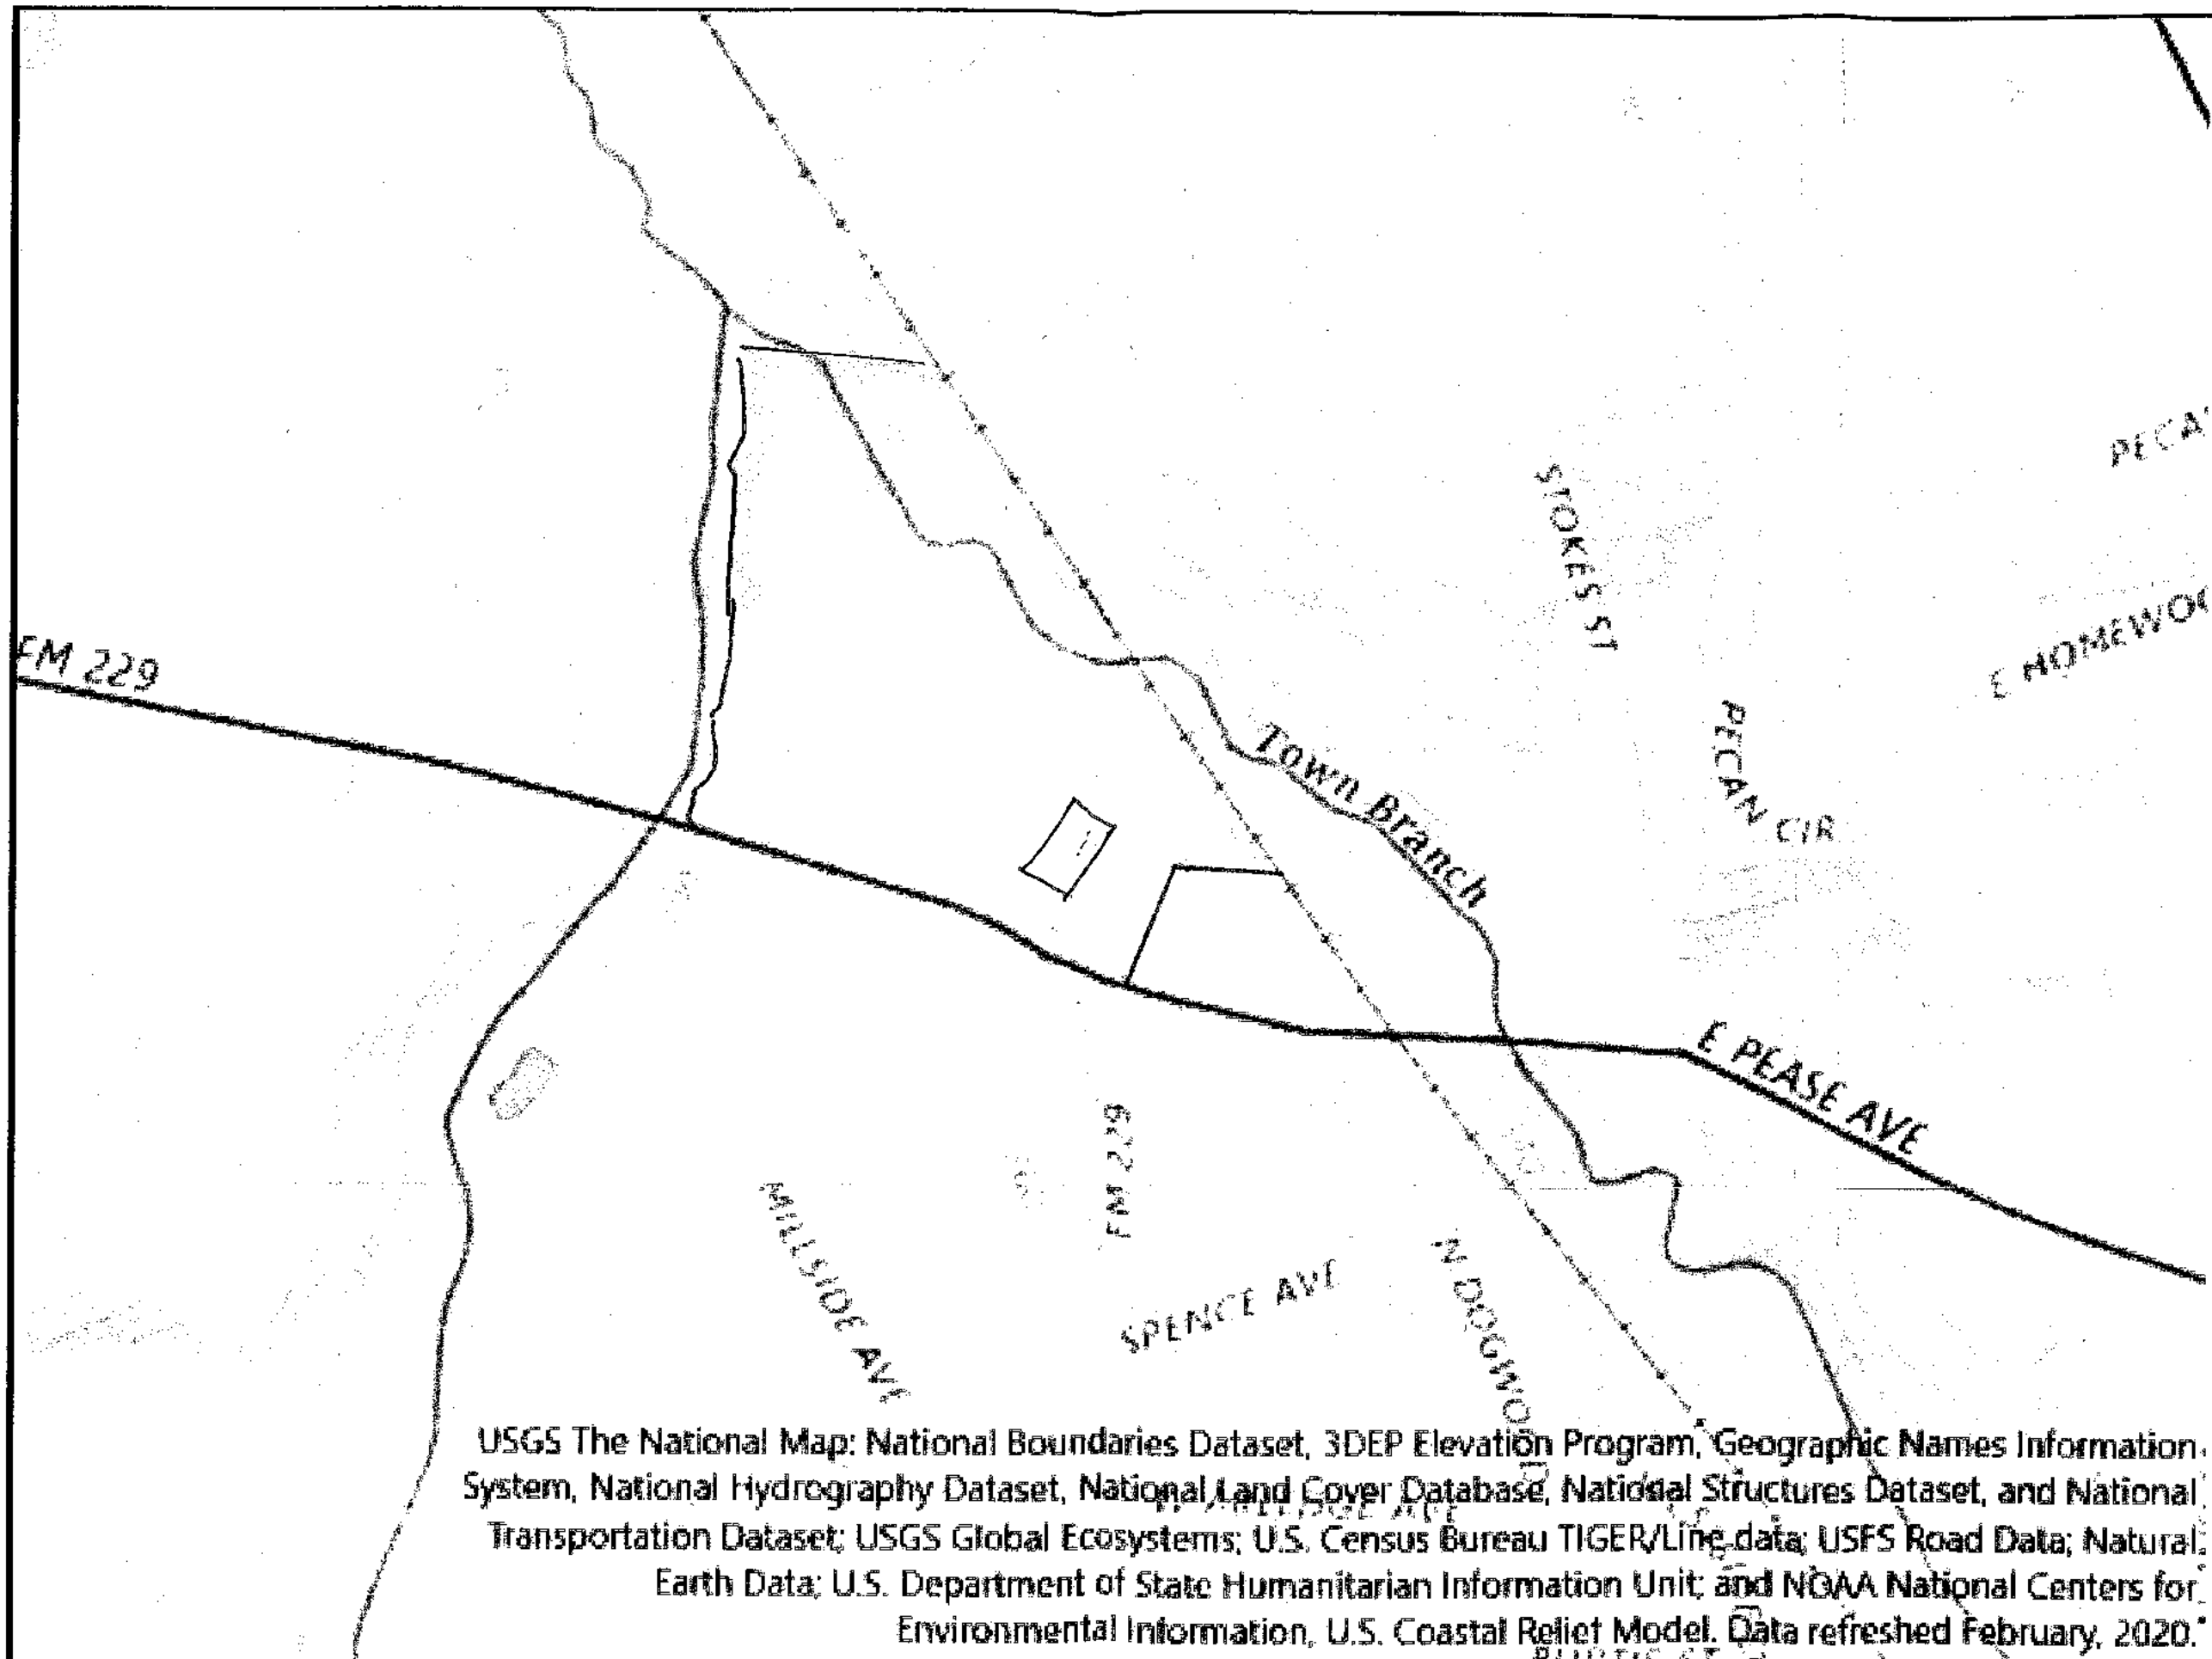 PECA
STOKES ST
E HOMEWOO
FM 229
PECAN CIR
Town Branch
E PEASE AVE
FM 229
MILLSIDE AVE
SPENCE AVE
N DOGWO
USGS The National Map: National Boundaries Dataset, 3DEP Elevation Program, Geographic Names Information
System, National Hydrography Dataset, National Land Cover Database, National Structures Dataset, and National
Transportation Dataset; USGS Global Ecosystems; U.S. Census Bureau TIGER/Line data; USFS Road Data; Natural
Earth Data; U.S. Department of State Humanitarian Information Unit; and NOAA National Centers for
Environmental Information, U.S. Coastal Relief Model. Data refreshed February, 2020.